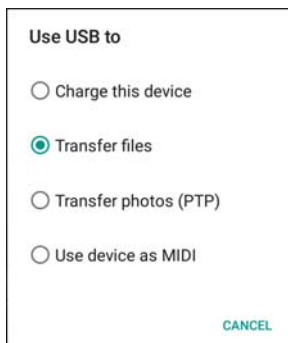 Use USB to
Charge this device
Transfer files
Transfer photos (PTP)
Use device as MIDI
CANCEL